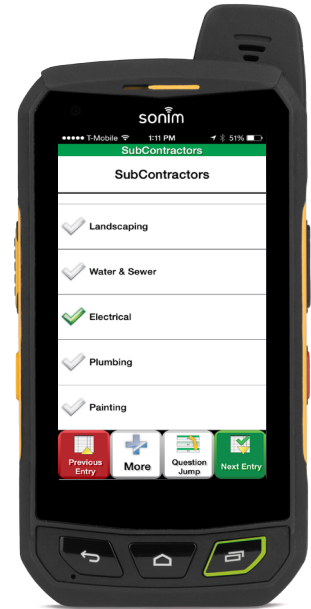 sonim
T-Mobile 1:11 PM 51%
SubContractors
SubContractors
Landscaping
Water & Sewer
Electrical
Plumbing
Painting
Previous Entry
More
Question Jump
Next Entry